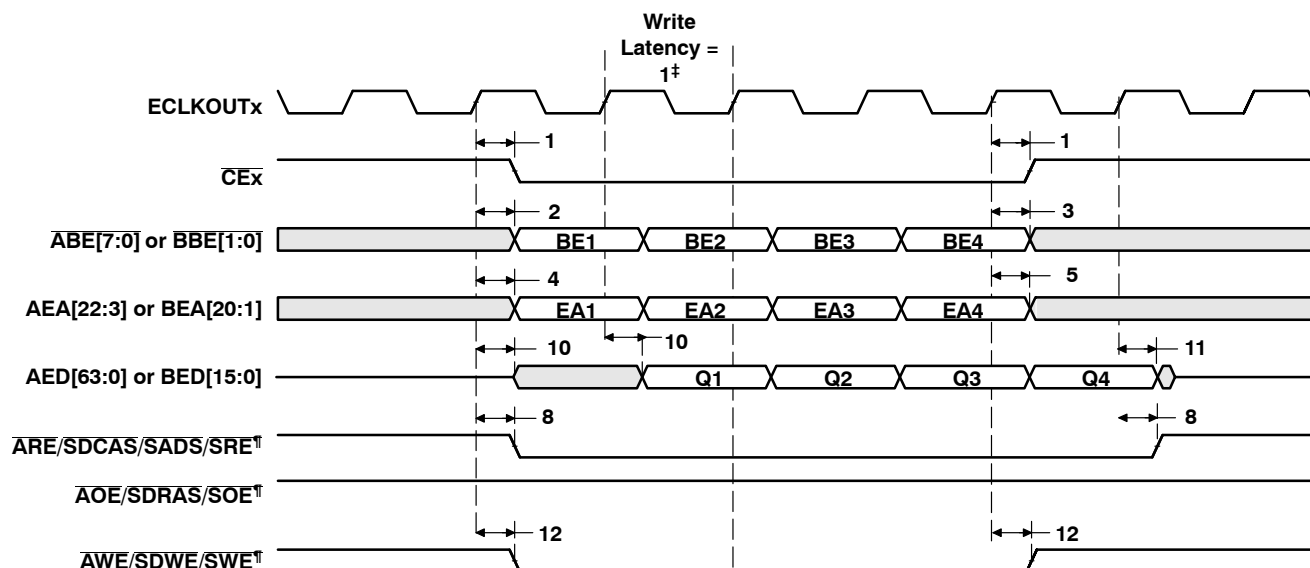 Write
Latency =
1‡
ECLKOUTx
1 1
CEx
2 3
ABE[7:0] or BBE[1:0] BE1 BE2 BE3 BE4
4 5
AEA[22:3] or BEA[20:1] EA1 EA2 EA3 EA4
10 10 11
AED[63:0] or BED[15:0] Q1 Q2 Q3 Q4
8 8
ARE/SDCAS/SADS/SRE¶
AOE/SDRAS/SOE¶
12 12
AWE/SDWE/SWE¶